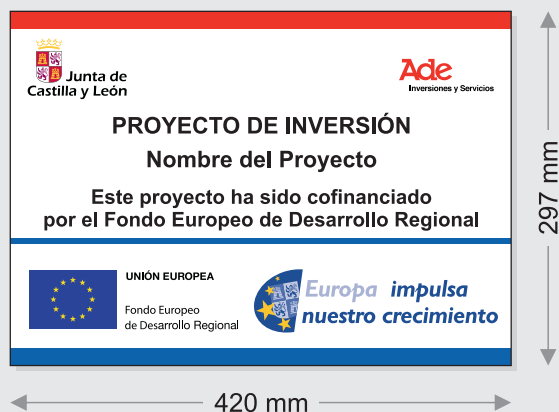 Junta de
Castilla y León
Ade
Inversiones y Servicios
PROYECTO DE INVERSIÓN
Nombre del Proyecto
Este proyecto ha sido cofinanciado
por el Fondo Europeo de Desarrollo Regional
UNIÓN EUROPEA
Fondo Europeo
de Desarrollo Regional
Europa impulsa
nuestro crecimiento
297 mm
420 mm